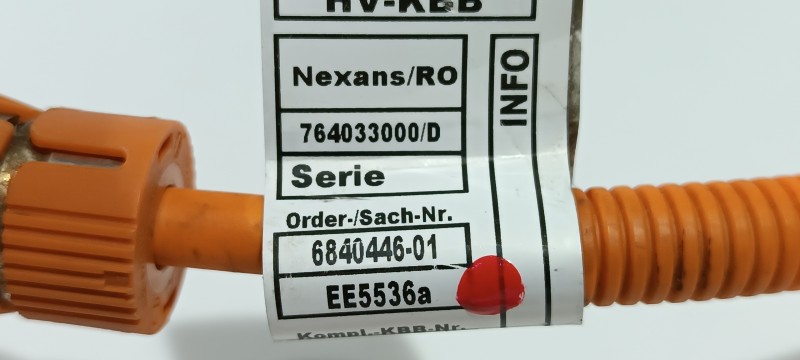 HV-KBB
Nexans/RO
INFO
764033000/D
Serie
Order-/Sach-Nr.
6840446-01
EE5536a
Kompl.-KBB-Nr.